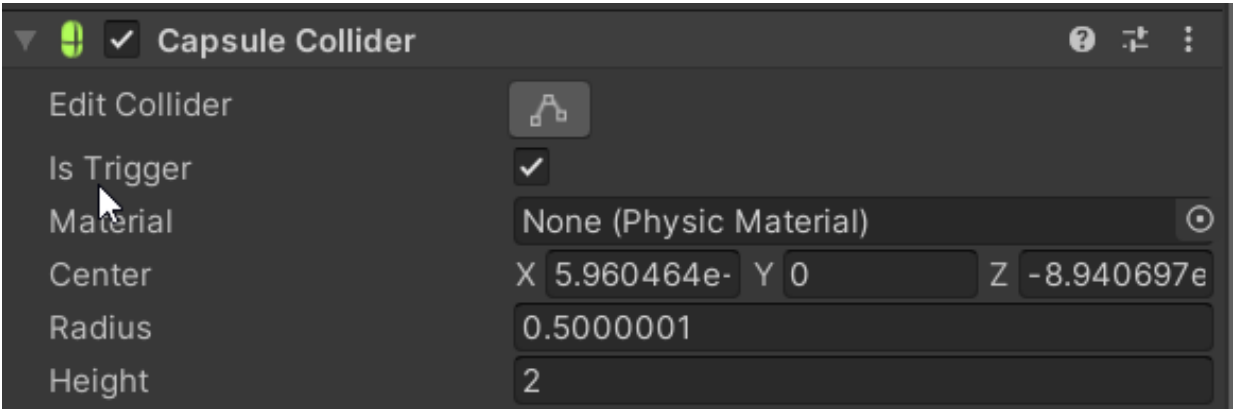 Capsule Collider
Edit Collider
Is Trigger
Material None (Physic Material)
Center X 5.960464e- Y 0 Z -8.940697e
Radius 0.5000001
Height 2